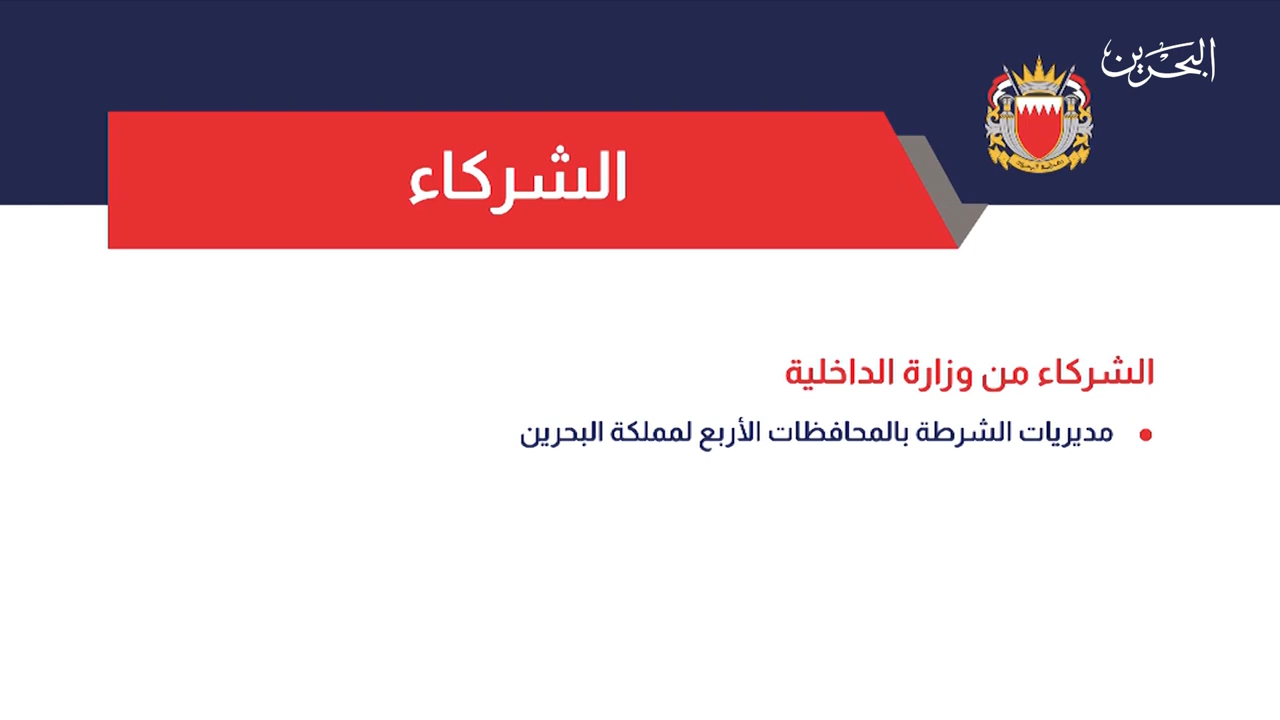 البحرين
الشركاء
الشركاء من وزارة الداخلية
مديريات الشرطة بالمحافظات الأربع لمملكة البحرين